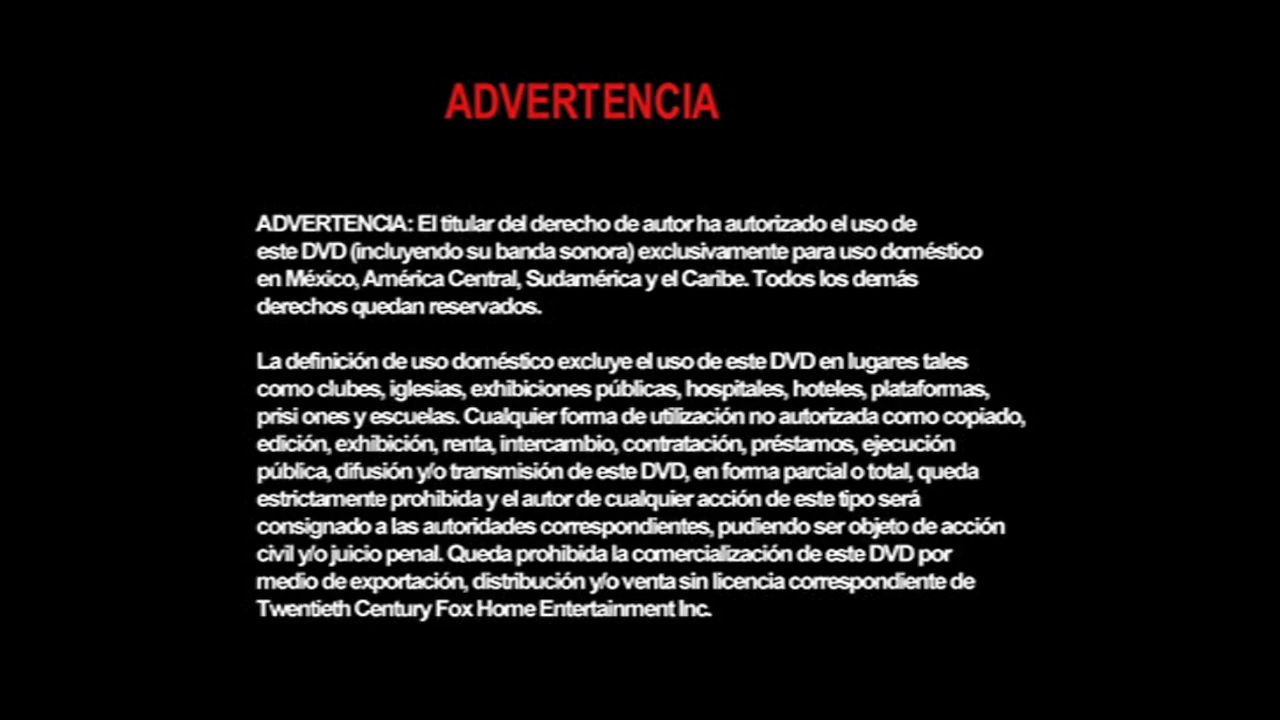 ADVERTENCIA
ADVERTENCIA: El titular del derecho de autor ha autorizado el uso de
este DVD (incluyendo su banda sonora) exclusivamente para uso doméstico
en México, América Central, Sudamérica y el Caribe. Todos los demás
derechos quedan reservados.
La definición de uso doméstico excluye el uso de este DVD en lugares tales
como clubes, iglesias, exhibiciones públicas, hospitales, hoteles, plataformas,
prisi ones y escuelas. Cualquier forma de utilización no autorizada como copiado,
edición, exhibición, renta, intercambio, contratación, préstamos, ejecución
pública, difusión y/o transmisión de este DVD, en forma parcial o total, queda
estrictamente prohibida y el autor de cualquier acción de este tipo será
consignado a las autoridades correspondientes, pudiendo ser objeto de acción
civil y/o juicio penal. Queda prohibida la comercialización de este DVD por
medio de exportación, distribución y/o venta sin licencia correspondiente de
Twentieth Century Fox Home Entertainment Inc.